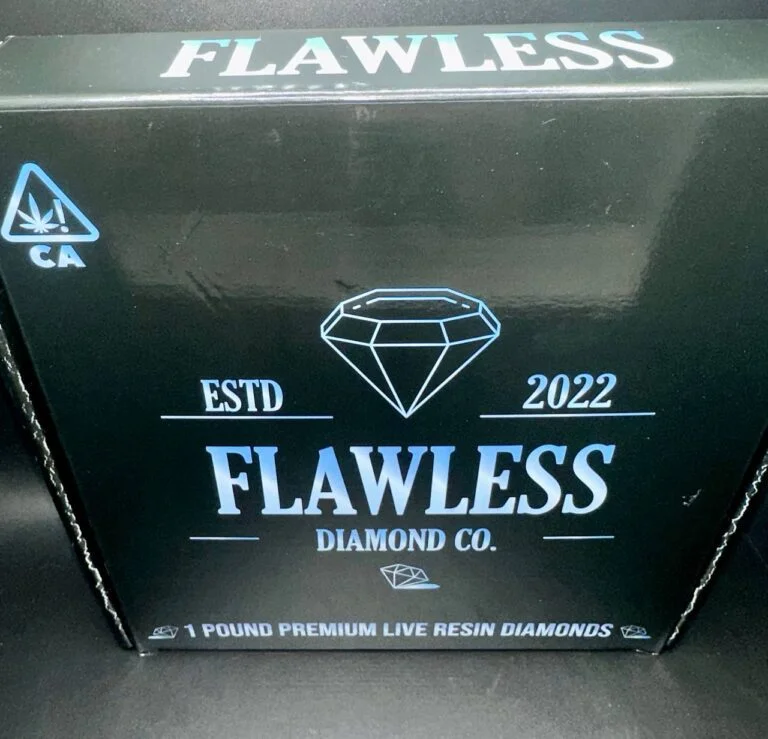 FLAWLESS
CA
ESTD 2022
FLAWLESS
DIAMOND CO.
1 POUND PREMIUM LIVE RESIN DIAMONDS